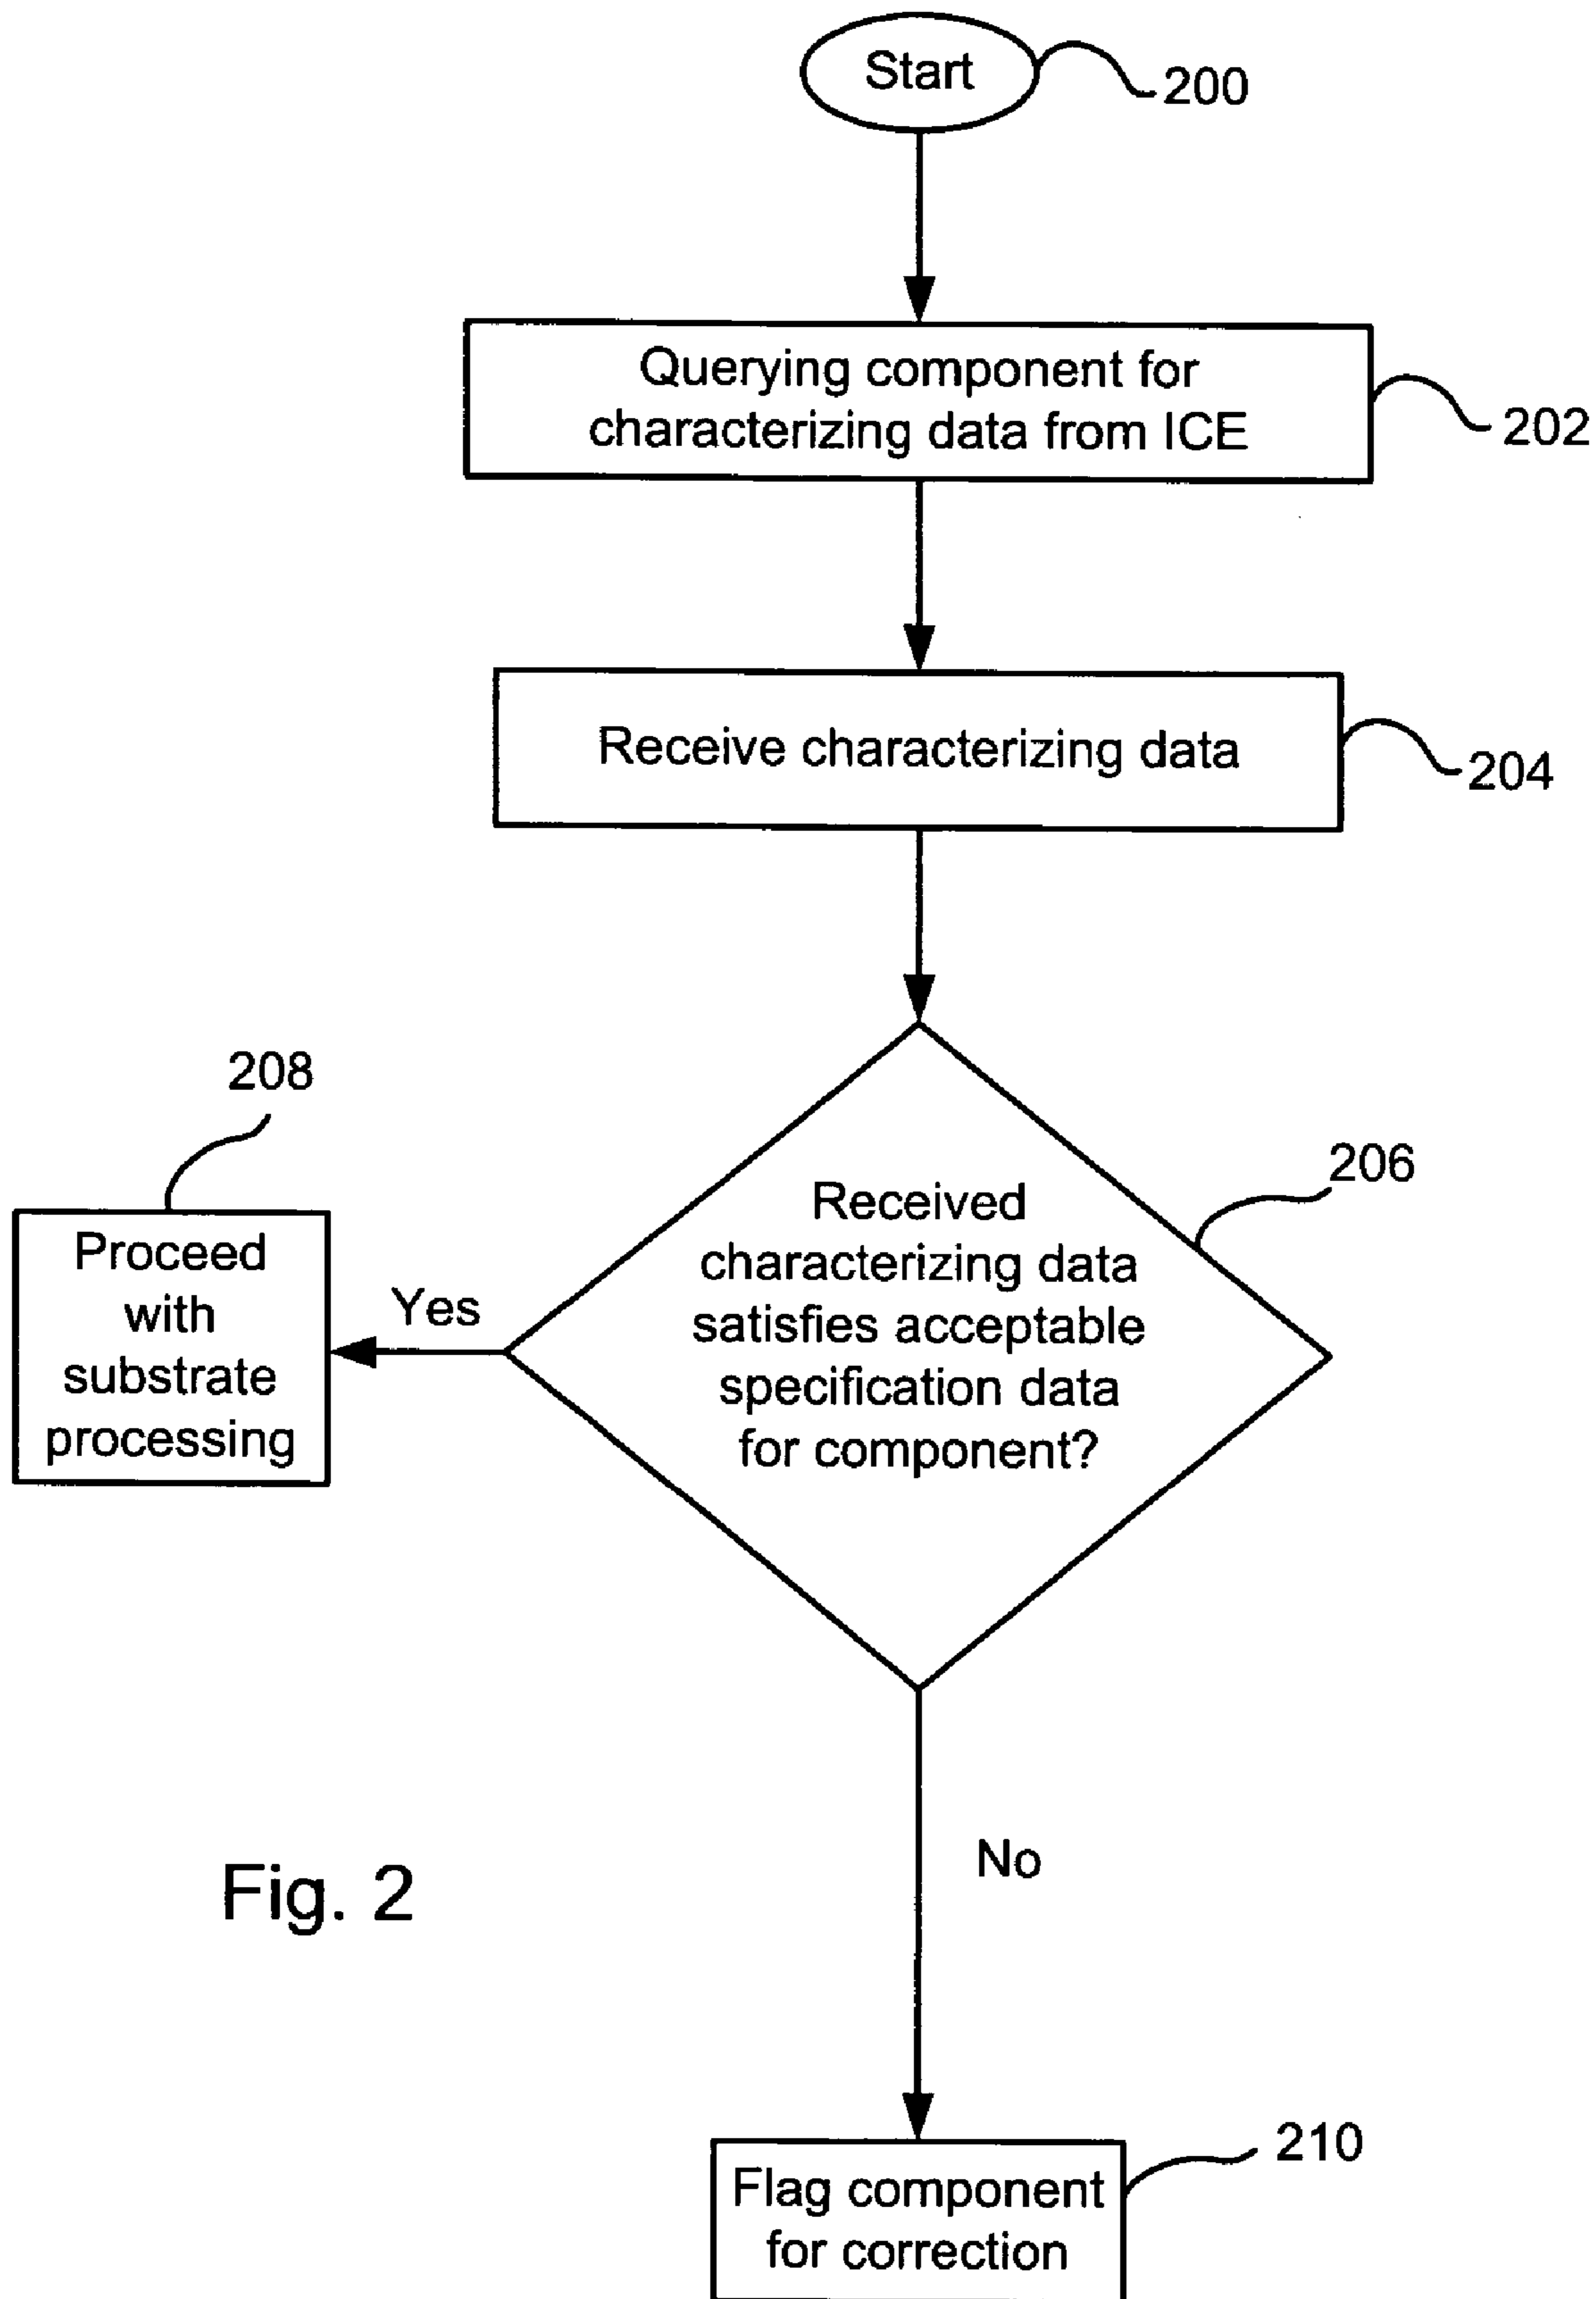 Start
200
Querying component for
characterizing data from ICE
202
Receive characterizing data
204
208
206
Received
characterizing data
satisfies acceptable
specification data
for component?
Yes
Proceed
with
substrate
processing
No
Fig. 2
210
Flag component
for correction